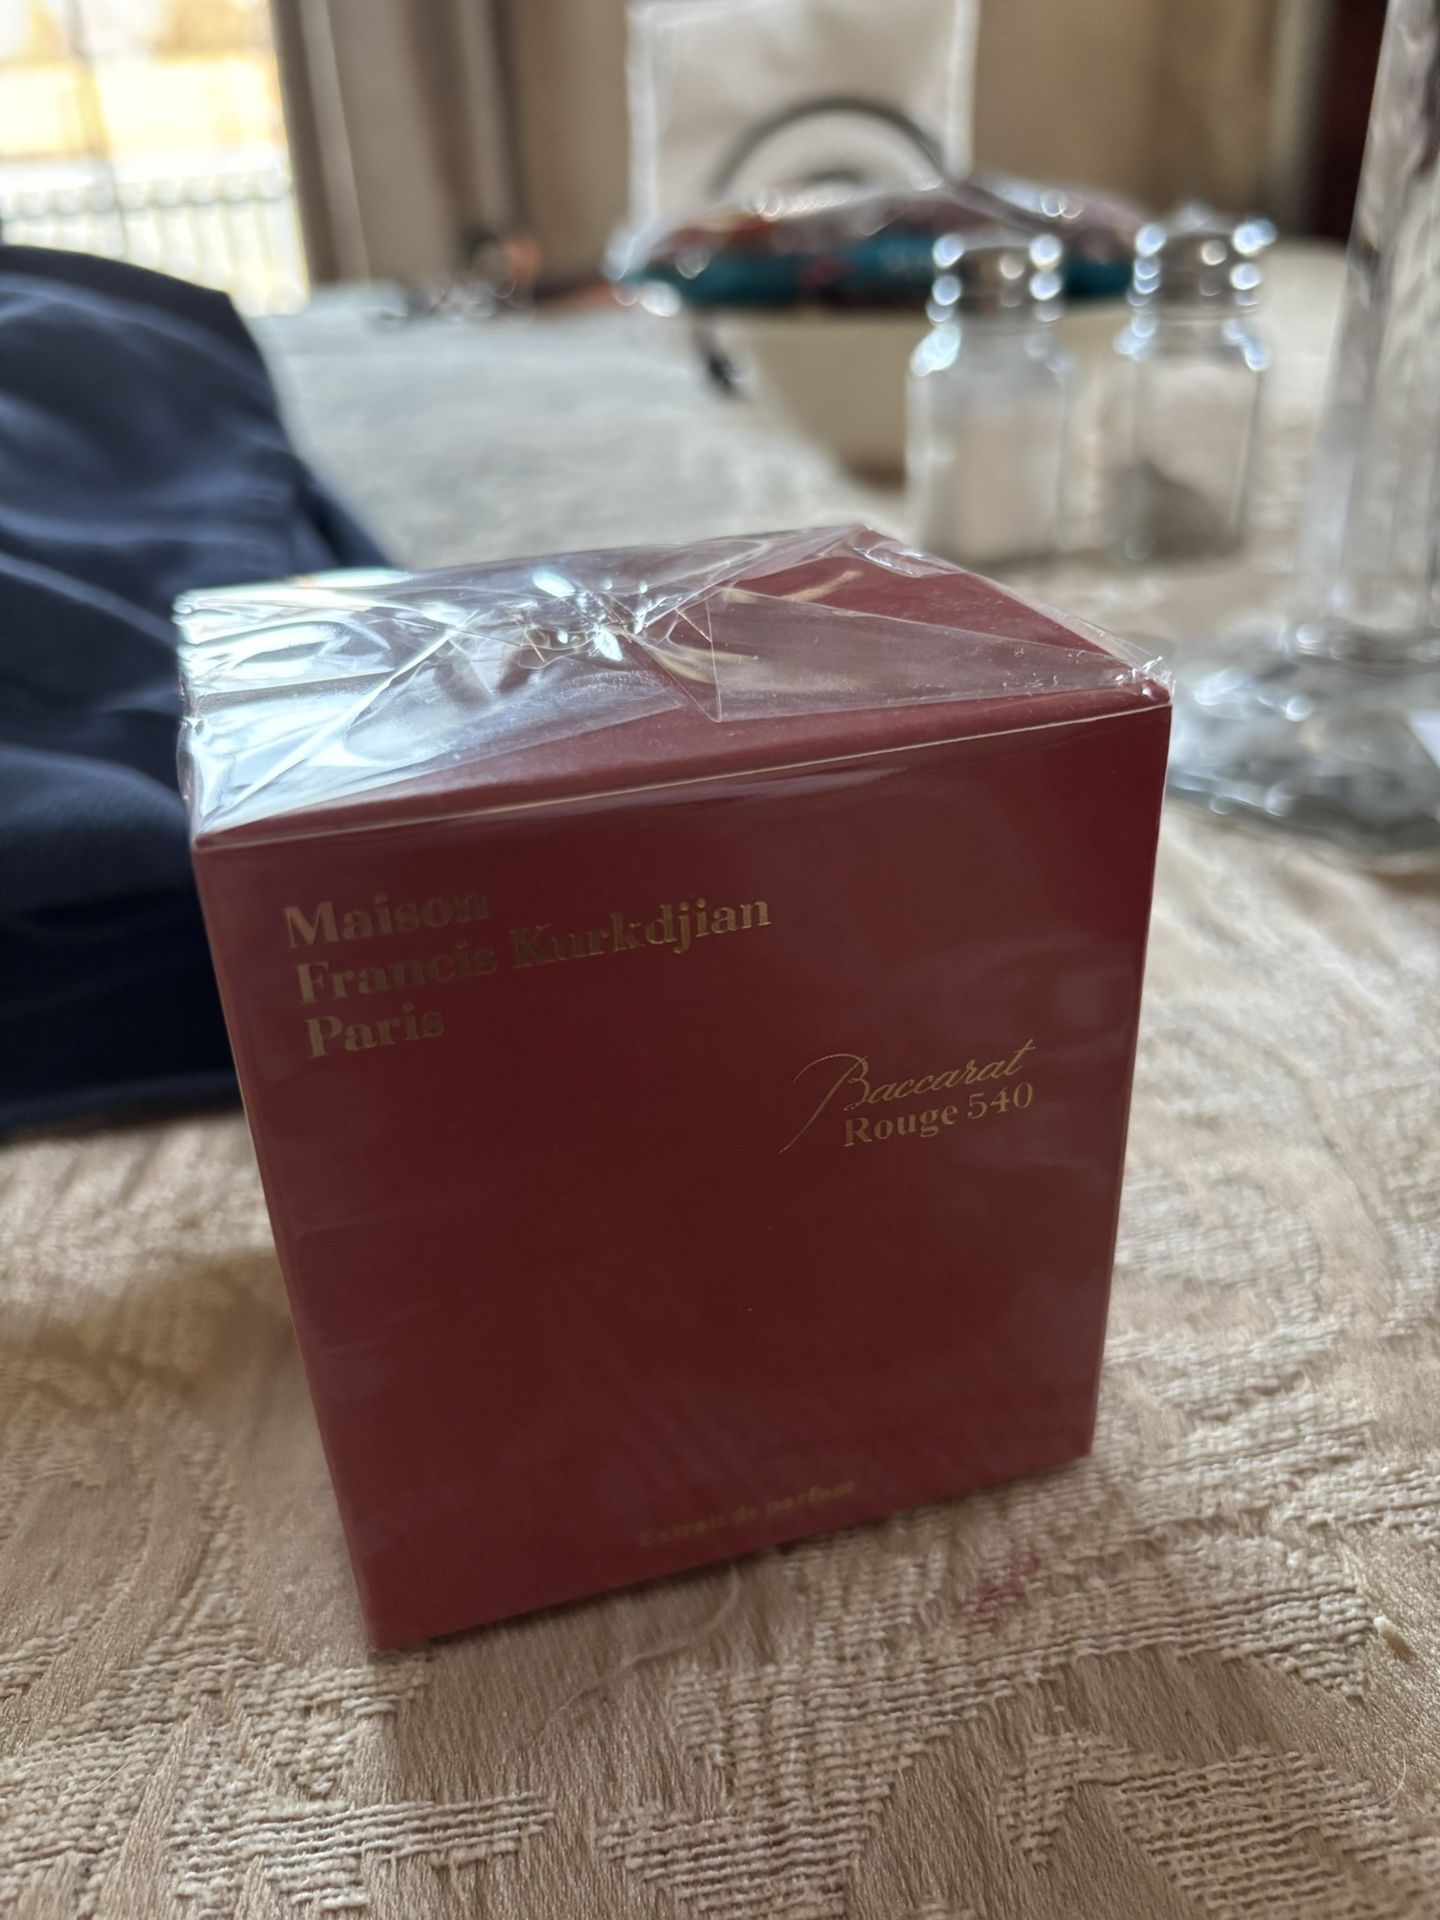 Maison
Francis Kurkdjian
Paris
Baccarat
Rouge 540
Extrait de parfum